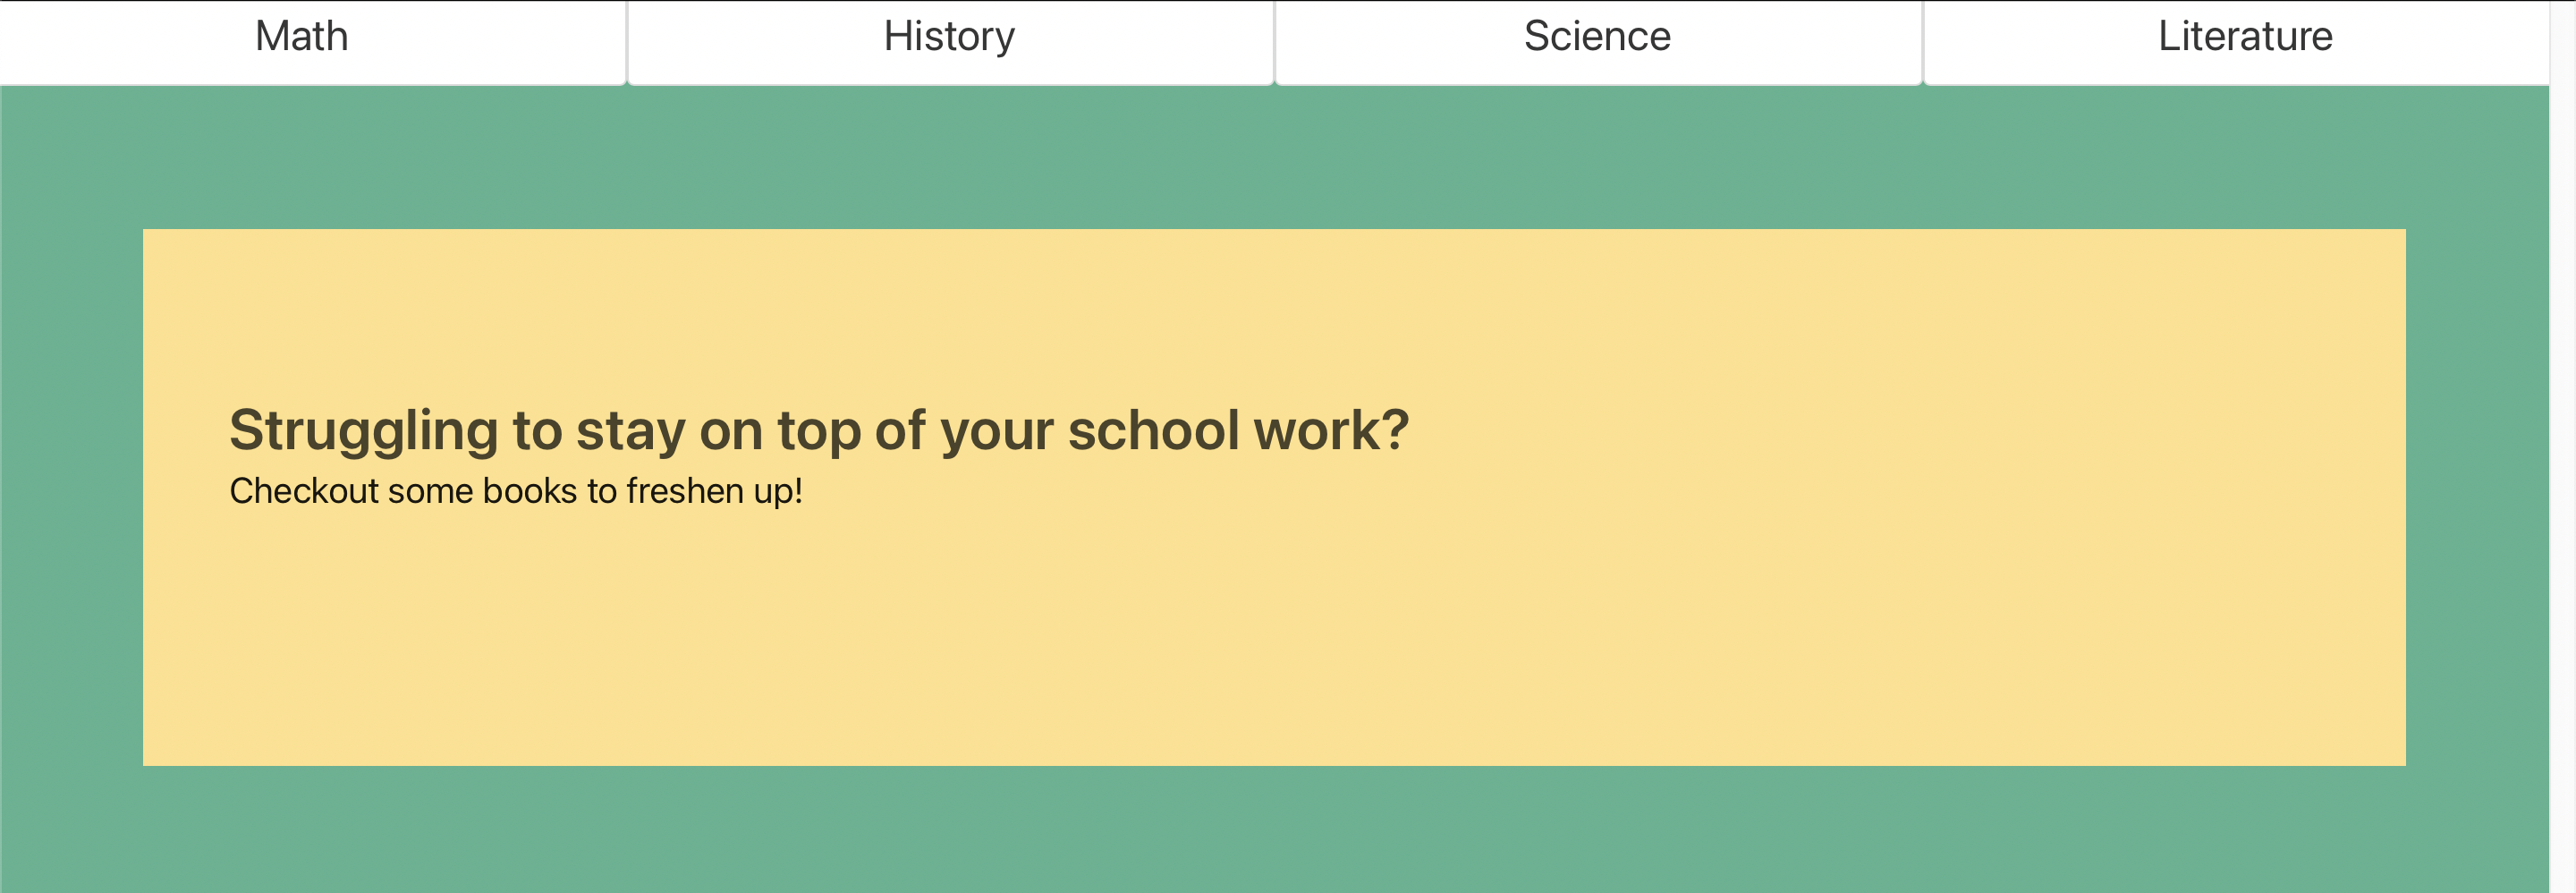 Math
History
Science
Literature
Struggling to stay on top of your school work?
Checkout some books to freshen up!